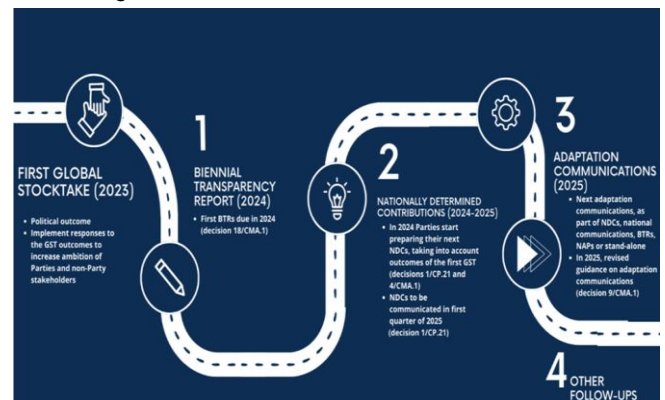 FIRST GLOBAL
STOCKTAKE (2023)
• Political outcome
• Implement responses to
the GST outcomes to
increase ambition of
Parties and non-Party
stakeholders
1
BIENNIAL
TRANSPARENCY
REPORT (2024)
• First BTRs due in 2024
(decision 18/CMA.1)
2
NATIONALLY DETERMINED
CONTRIBUTIONS (2024-2025)
• In 2024 Parties start
preparing their next
NDCs, taking into account
outcomes of the first GST
(decisions 1/CP.21 and
4/CMA.1)
• NDCs to be
communicated in first
quarter of 2025
(decision 1/CP.21)
3
ADAPTATION
COMMUNICATIONS
(2025)
• Next adaptation
communications, as
part of NDCs, national
communications, BTRs,
NAPs or stand-alone
• In 2025, revised
guidance on adaptation
communications
(decision 9/CMA.1)
4 OTHER
FOLLOW-UPS